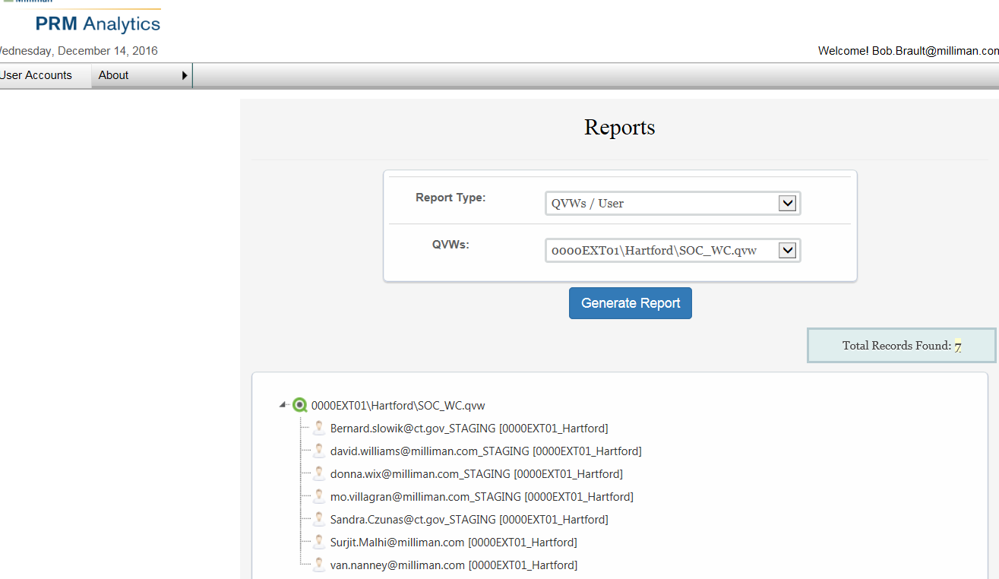 Milliman
PRM Analytics
Wednesday, December 14, 2016
Welcome! Bob.Brault@milliman.com
User Accounts
About
Reports
Report Type:
QVWs / User
QVWs:
0000EXT01\Hartford\SOC_WC.qvw
Generate Report
Total Records Found: 7
0000EXT01\Hartford\SOC_WC.qvw
Bernard.slowik@ct.gov_STAGING [0000EXT01_Hartford]
david.williams@milliman.com_STAGING [0000EXT01_Hartford]
donna.wix@milliman.com_STAGING [0000EXT01_Hartford]
mo.villagran@milliman.com_STAGING [0000EXT01_Hartford]
Sandra.Czunas@ct.gov_STAGING [0000EXT01_Hartford]
Surjit.Malhi@milliman.com [0000EXT01_Hartford]
van.nanney@milliman.com [0000EXT01_Hartford]